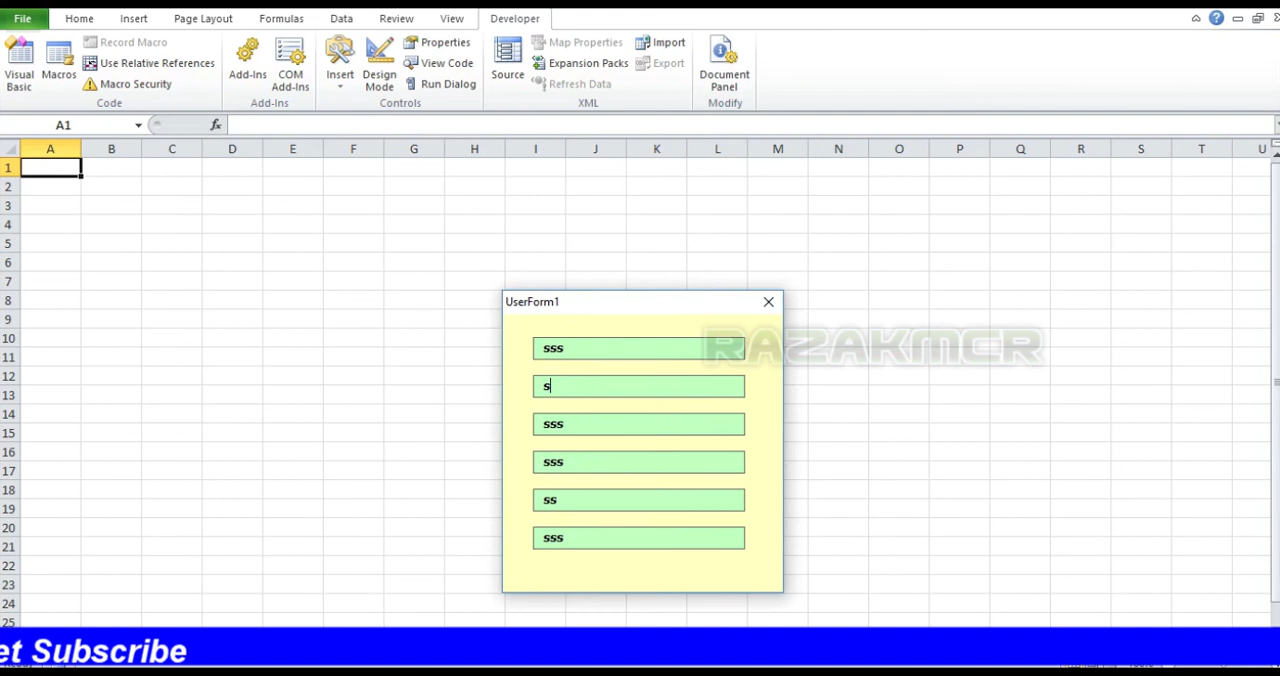 File Home Insert Page Layout Formulas Data Review View Developer
Visual Basic
Macros
Record Macro
Use Relative References
Macro Security
Code
Add-Ins
COM Add-Ins
Add-Ins
Insert
Design Mode
Properties
View Code
Run Dialog
Controls
Source
Map Properties
Expansion Packs
Refresh Data
Import
Export
XML
Document Panel
Modify
A1 fx
A B C D E F G H I J K L M N O P Q R S T U
1
2
3
4
5
6
7
8
9
10
11
12
13
14
15
16
17
18
19
20
21
22
23
24
25
UserForm1
sss
s
sss
sss
ss
sss
RAZAKMCR
et Subscribe